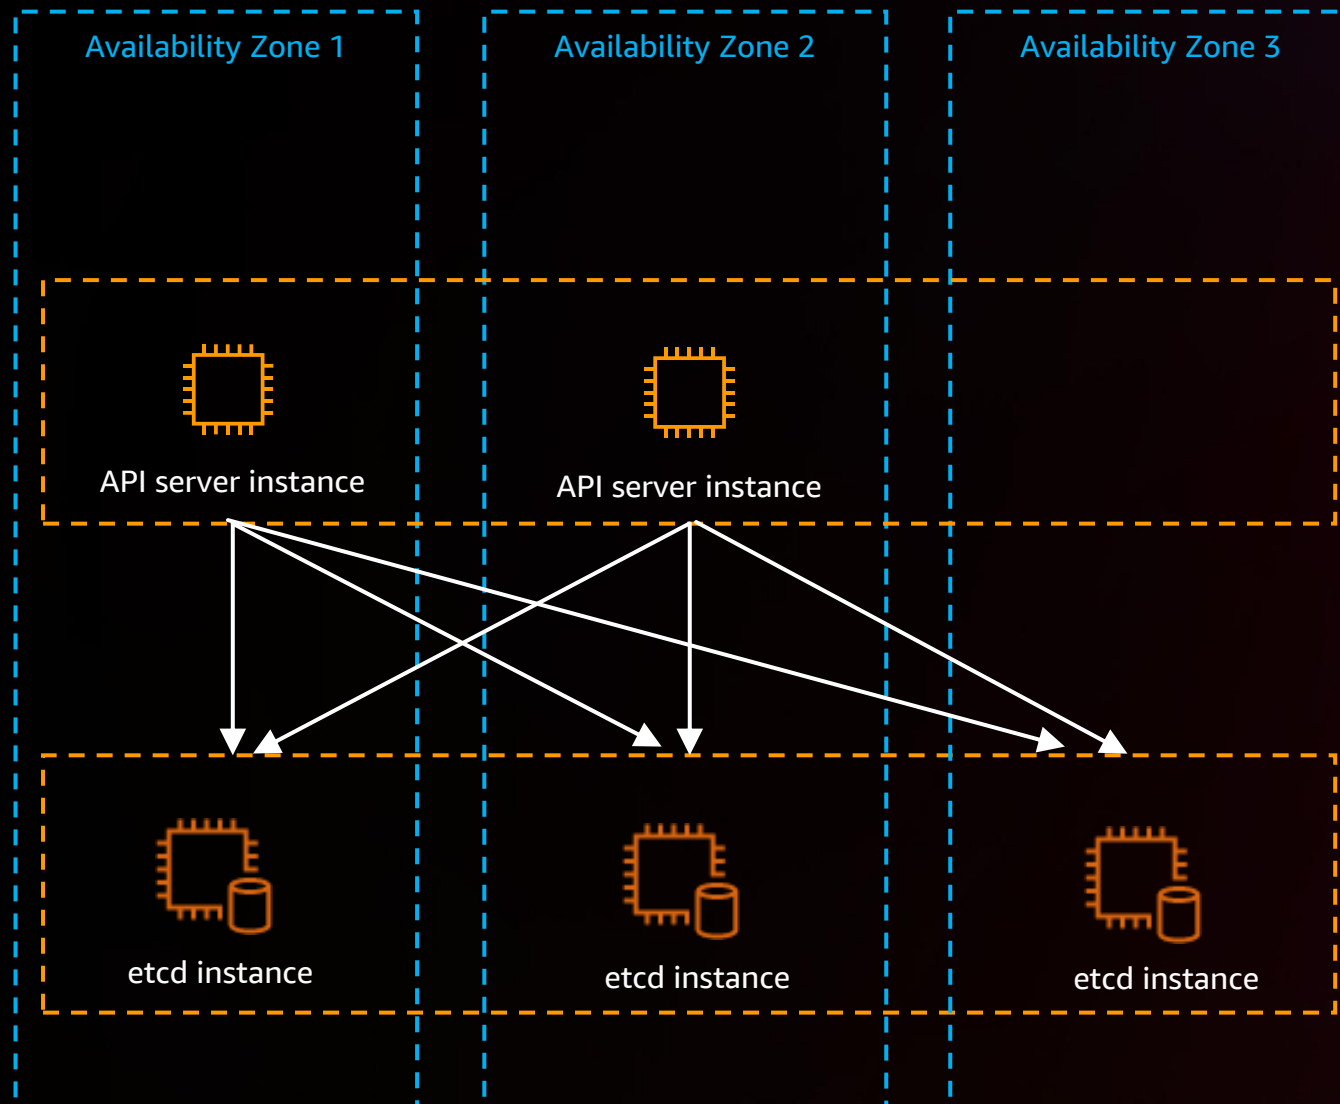 Availability Zone 1
Availability Zone 2
Availability Zone 3
API server instance
API server instance
etcd instance
etcd instance
etcd instance